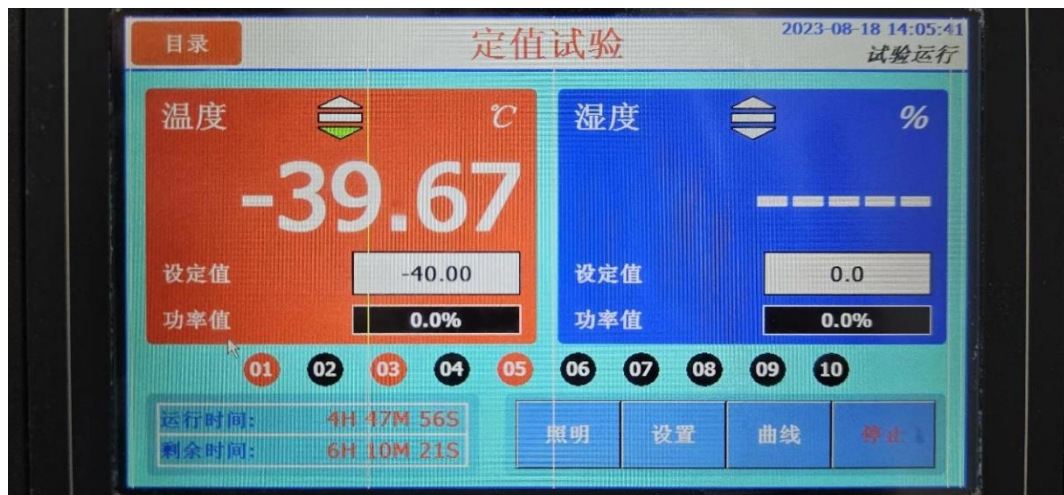 目录
定值试验
2023-08-18 14:05:41
试验运行
温度 ℃
-39.67
设定值 -40.00
功率值 0.0%
湿度 %
-----
设定值 0.0
功率值 0.0%
01 02 03 04 05 06 07 08 09 10
运行时间: 4H 47M 56S
剩余时间: 6H 10M 21S
照明 设置 曲线 停止